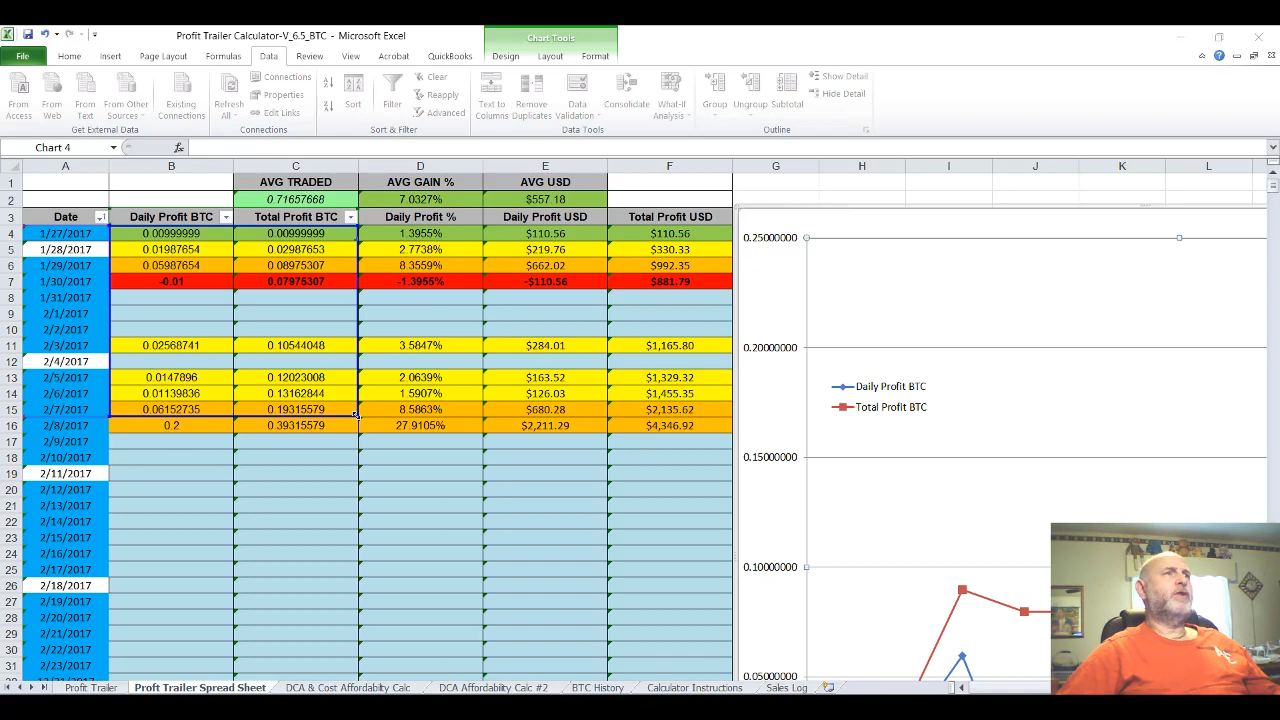 Profit Trailer Calculator-V_6.5_BTC - Microsoft Excel
Chart Tools
File Home Insert Page Layout Formulas Data Review View Acrobat QuickBooks Design Layout Format
From Access
From Web
From Text
From Other Sources
Existing Connections
Get External Data
Refresh All
Connections
Properties
Edit Links
Connections
Sort
Filter
Clear
Reapply
Advanced
Sort & Filter
Text to Columns
Remove Duplicates
Data Validation
Consolidate
What-If Analysis
Data Tools
Group
Ungroup
Subtotal
Show Detail
Hide Detail
Outline
Chart 4 fx
A B C D E F G H I J K L
1 AVG TRADED AVG GAIN % AVG USD
2 0.71657668 7.0327% $557.18
3 Date Daily Profit BTC Total Profit BTC Daily Profit % Daily Profit USD Total Profit USD
4 1/27/2017 0.00999999 0.00999999 1.3955% $110.56 $110.56
5 1/28/2017 0.01987654 0.02987653 2.7738% $219.76 $330.33
6 1/29/2017 0.05987654 0.08975307 8.3559% $662.02 $992.35
7 1/30/2017 -0.01 0.07975307 -1.3955% -$110.56 $881.79
8 1/31/2017
9 2/1/2017
10 2/2/2017
11 2/3/2017 0.02568741 0.10544048 3.5847% $284.01 $1,165.80
12 2/4/2017
13 2/5/2017 0.0147896 0.12023008 2.0639% $163.52 $1,329.32
14 2/6/2017 0.01139836 0.13162844 1.5907% $126.03 $1,455.35
15 2/7/2017 0.06152735 0.19315579 8.5863% $680.28 $2,135.62
16 2/8/2017 0.2 0.39315579 27.9105% $2,211.29 $4,346.92
17 2/9/2017
18 2/10/2017
19 2/11/2017
20 2/12/2017
21 2/13/2017
22 2/14/2017
23 2/15/2017
24 2/16/2017
25 2/17/2017
26 2/18/2017
27 2/19/2017
28 2/20/2017
29 2/21/2017
30 2/22/2017
31 2/23/2017
0.25000000
0.20000000
Daily Profit BTC
Total Profit BTC
0.15000000
0.10000000
0.05000000
Profit Trailer Proft Trailer Spread Sheet DCA & Cost Affordabilty Calc DCA Affordability Calc #2 BTC History Calculator Instructions Sales Log